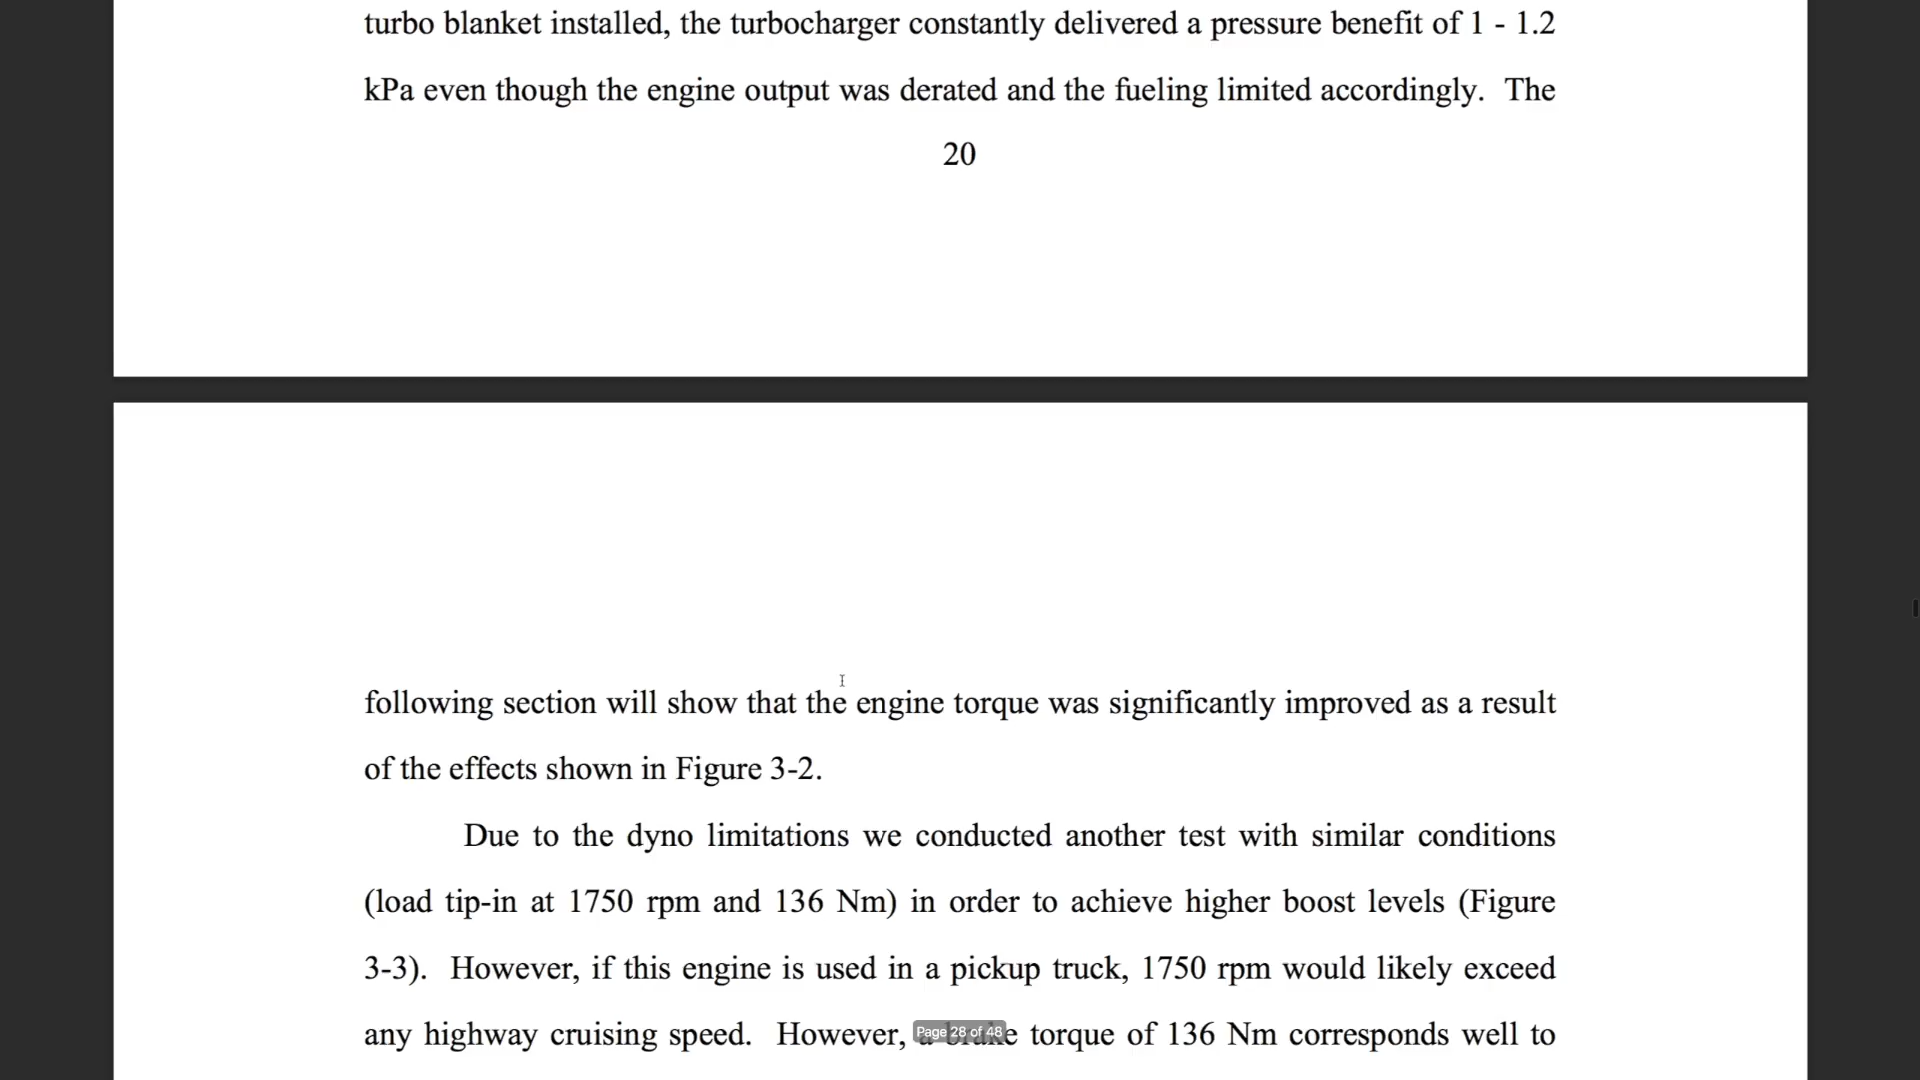 turbo blanket installed, the turbocharger constantly delivered a pressure benefit of 1 - 1.2
kPa even though the engine output was derated and the fueling limited accordingly.  The
20
following section will show that the engine torque was significantly improved as a result
of the effects shown in Figure 3-2.
Due to the dyno limitations we conducted another test with similar conditions
(load tip-in at 1750 rpm and 136 Nm) in order to achieve higher boost levels (Figure
3-3).  However, if this engine is used in a pickup truck, 1750 rpm would likely exceed
any highway cruising speed.  However, a brake torque of 136 Nm corresponds well to
Page 28 of 48